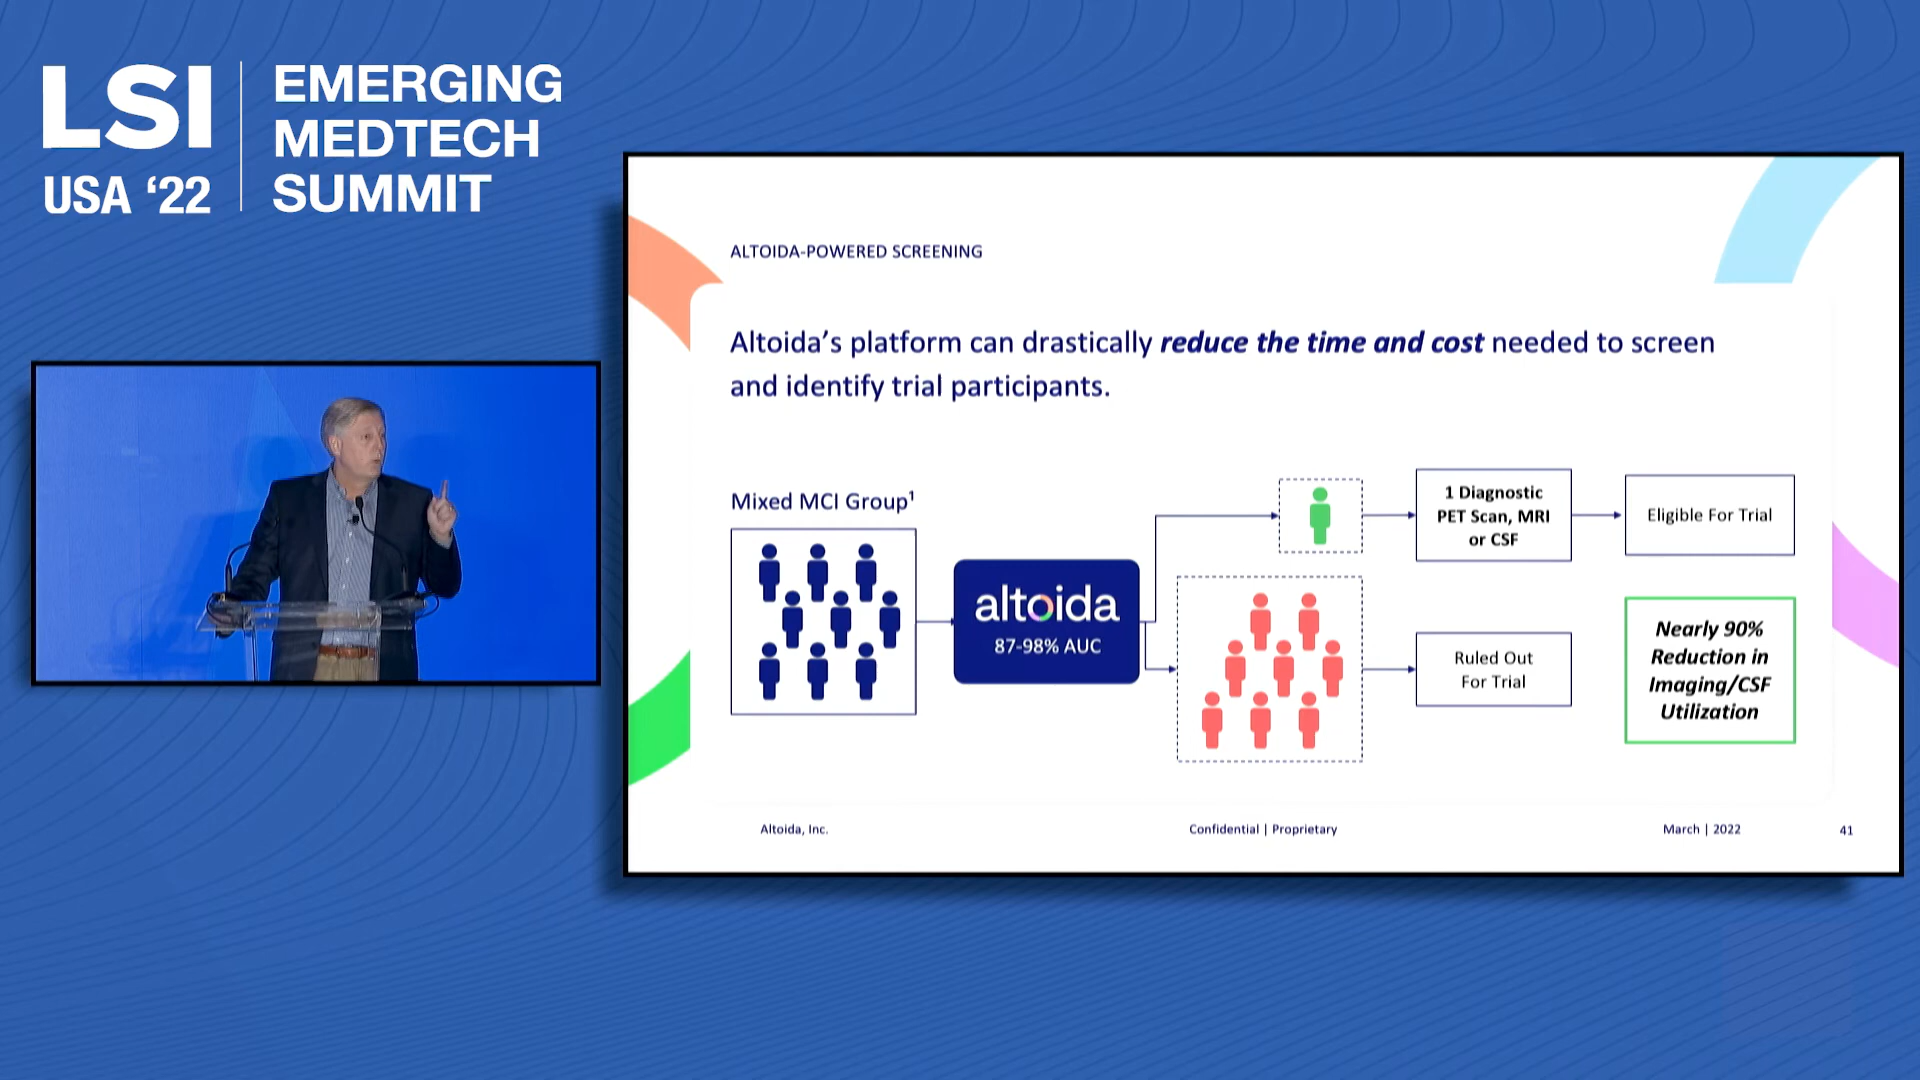 LSI
USA ‘22
EMERGING
MEDTECH
SUMMIT
ALTOIDA-POWERED SCREENING
Altoida’s platform can drastically reduce the time and cost needed to screen
and identify trial participants.
Mixed MCI Group¹
altoida
87-98% AUC
1 Diagnostic
PET Scan, MRI
or CSF
Eligible For Trial
Ruled Out
For Trial
Nearly 90%
Reduction in
Imaging/CSF
Utilization
Altoida, Inc.
Confidential | Proprietary
March | 2022
41